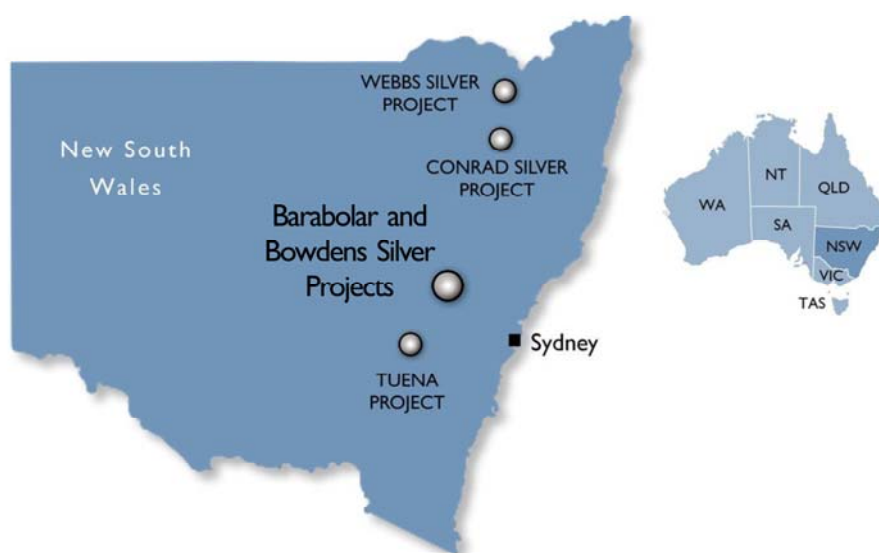 WEBBS SILVER
PROJECT
New South
Wales
CONRAD SILVER
PROJECT
Barabolar and
Bowdens Silver
Projects
Sydney
TUENA
PROJECT
WA
NT
QLD
SA
NSW
VIC
TAS